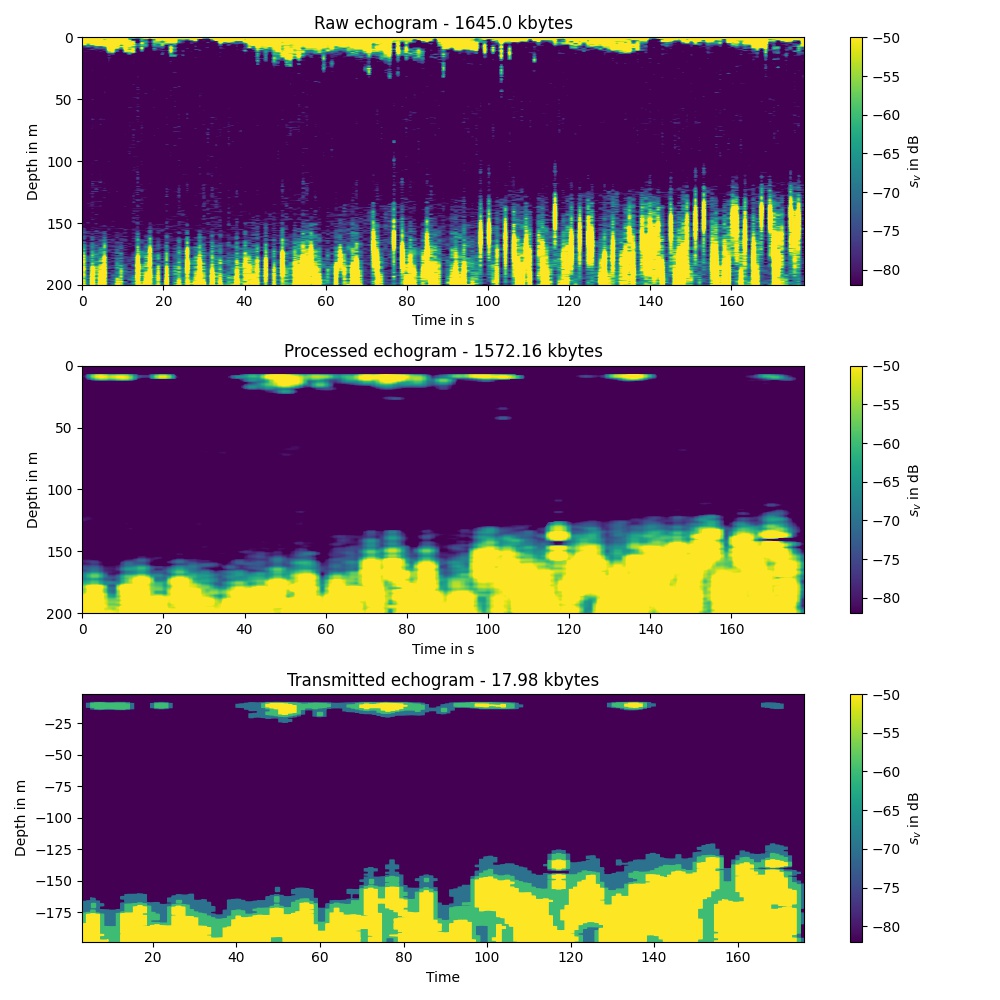 Raw echogram - 1645.0 kbytes
0
50
100
150
200
Depth in m
0 20 40 60 80 100 120 140 160
Time in s
−50
−55
−60
−65
−70
−75
−80
sv in dB
Processed echogram - 1572.16 kbytes
0
50
100
150
200
Depth in m
0 20 40 60 80 100 120 140 160
Time in s
−50
−55
−60
−65
−70
−75
−80
sv in dB
Transmitted echogram - 17.98 kbytes
−25
−50
−75
−100
−125
−150
−175
Depth in m
20 40 60 80 100 120 140 160
Time
−50
−55
−60
−65
−70
−75
−80
sv in dB